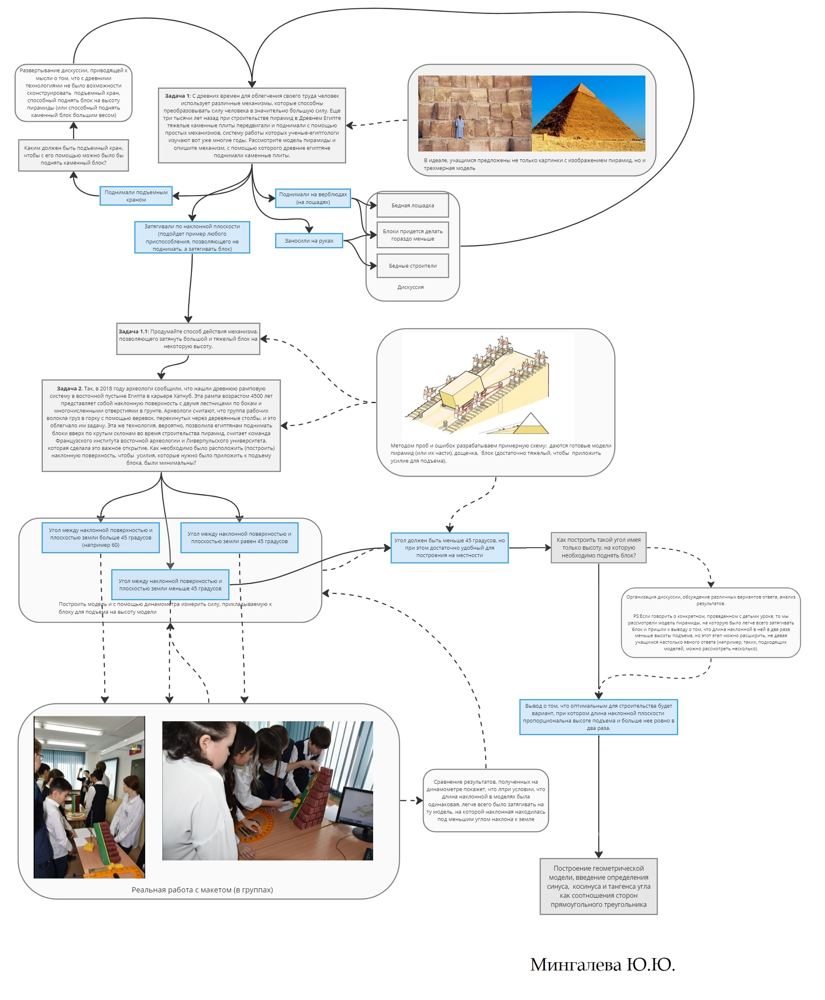 Развертывание дискуссии, приводящей к
мысли о том, что с древними
технологиями не было вохможности
сконструировать подъемный кран,
способный поднять блок на высоту
пирамиды (или способный поднять
каменный блок большим весом)
Задача 1: С древних времен для облегчения своего труда человек
использует различные механизмы, которые способны
преобразовывать силу человека в значительно большую силу. Еще
три тысячи лет назад при строительстве пирамид в Древнем Египте
тяжелые каменные плиты передвигали и поднимали с помощью
простых механизмов, систему работы которых ученые-египтологи
изучают вот уже многие годы. Рассмотрите модель пирамиды и
опишите механизм, с помощью которого древние египтяне
поднимали каменные плиты.
В идеале, учащимся предложены не только картинки с изображением пирамид, но и
трехмерная модель
Каким должен быть подъемный кран,
чтобы с его помощью можно было бы
поднять каменный блок?
Поднимали подъемным
краном
Поднимали на верблюдах
(на лошадях)
Затягивали по наклонной плоскости
(подойдет пример любого
приспособления, позволяющего не
поднимать, а затягивать блок)
Заносили на руках
Бедная лошадка
Блоки придется делать
гораздо меньше
Бедные строители
Дискуссия
Задача 1.1: Продумайте способ действия механизма,
позволяющего затянуть большой и тяжелый блок на
некоторую высоту.
Задача 2. Так, в 2018 году археологи сообщили, что нашли древнюю рамповую
систему в восточной пустыне Египта в карьере Хатнуб. Эта рампа возрастом 4500 лет
представляет собой наклонную поверхность с двумя лестницами по бокам и
многочисленными отверстиями в грунте. Археологи считают, что группа рабочих
волокла груз в горку с помощью веревок, перекинутых через деревянные столбы, и это
облегчало им задачу. Эта же технология, вероятно, позволила египтянам поднимать
блоки вверх по крутым склонам во время строительства пирамид, считает команда
Французского института восточной археологии и Ливерпульского университета,
которая сделала это важное открытие. Как необходимо было расположить (построить)
наклонную поверхность, чтобы усилия, которые нужно было приложить к подъему
блока, были минимальны?
Методом проб и ошибок разрабатываем примерную схему: даются готовые модели
пирамид (или их части), дощечка, блок (достаточно тяжелый, чтобы приложить
усилие для подъема).
Угол между наклонной поверхностью и
плоскостью земли больше 45 градусов
(например 60)
Угол между наклонной поверхностью и
плоскостью земли равен 45 градусов
Угол между наклонной поверхностью и
плоскостью земли меньше 45 градусов
Построить модель и с помощью динамометра измерить силу, прикладываемую к
блоку для подъема на высоту модели
Угол должен быть меньше 45 градусов, но
при этом достаточно удобный для
построения на местности
Как построить такой угол имея
только высоту, на которую
необходимо поднять блок?
Организация дискуссии, обсуждение различных вариантов ответа, анализ
результатов.
PS:Если говорить о конкретном, проведенном с детьми уроке, то мы
рассмотрели модель пирамиды, на которую было легче всего затягивать
блок и пришли к выводу о том, что длина наклонной в ней в два раза
меньше высоты подъема, но этот этап можно расширить, не давая
учащимся настолько явного ответа (например, таких, подходящих
моделей, можно рассмотреть несколько).
Вывод о том, что оптимальным для строительства будет
вариант, при котором длина наклонной плоскости
пропорциональна высоте подъема и больше нее ровно в
два раза.
Сравнение результатов, полученных на
динамометре покажет, что лпри условии, что
длина наклонной в моделях была
одинаковая, легче всего было затягивать на
ту модель, на которой наклонная находилась
под меньшим углом наклона к земле
Реальная работа с макетом (в группах)
Построение геометрической
модели, введение определения
синуса, косинуса и тангенса угла
как соотношения сторон
прямоугольного треугольника
Мингалева Ю.Ю.